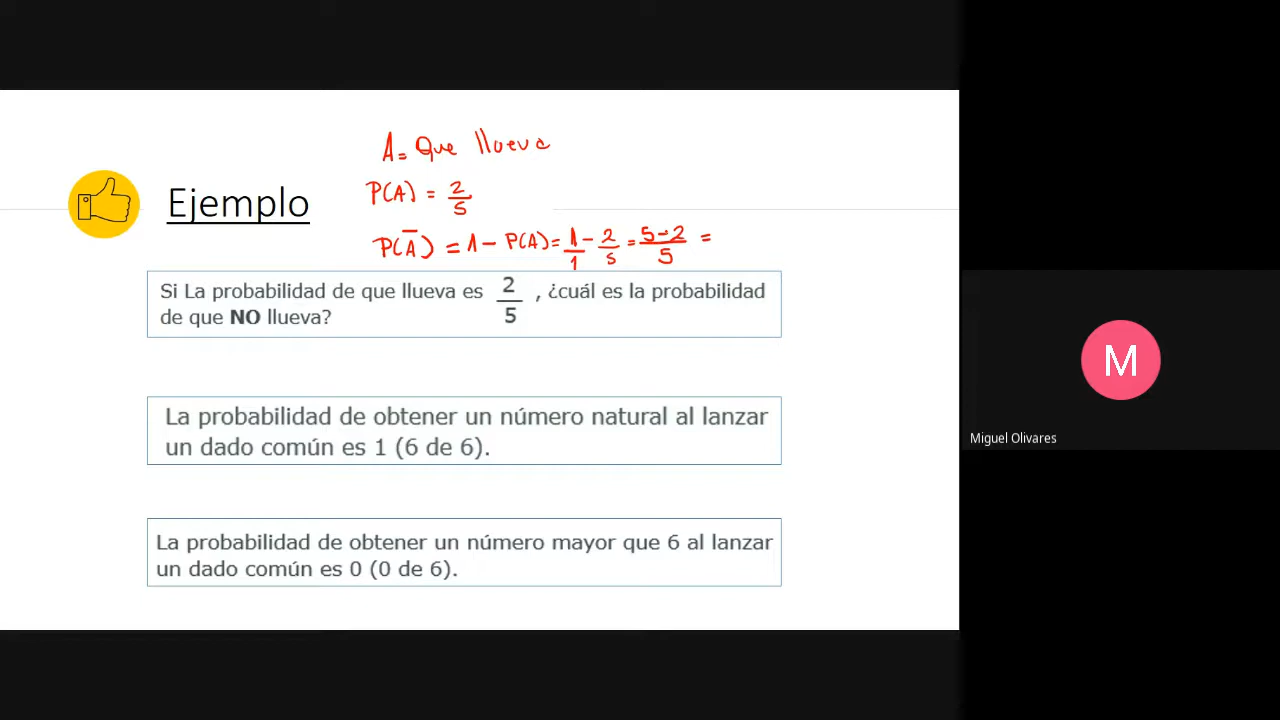 A = Que llueva
P(A) = 2/5
P(A̅) = 1 - P(A) = 1/1 - 2/5 = 5-2/5 =
Ejemplo
Si La probabilidad de que llueva es 2/5 , ¿cuál es la probabilidad
de que NO llueva?
La probabilidad de obtener un número natural al lanzar
un dado común es 1 (6 de 6).
La probabilidad de obtener un número mayor que 6 al lanzar
un dado común es 0 (0 de 6).
M
Miguel Olivares